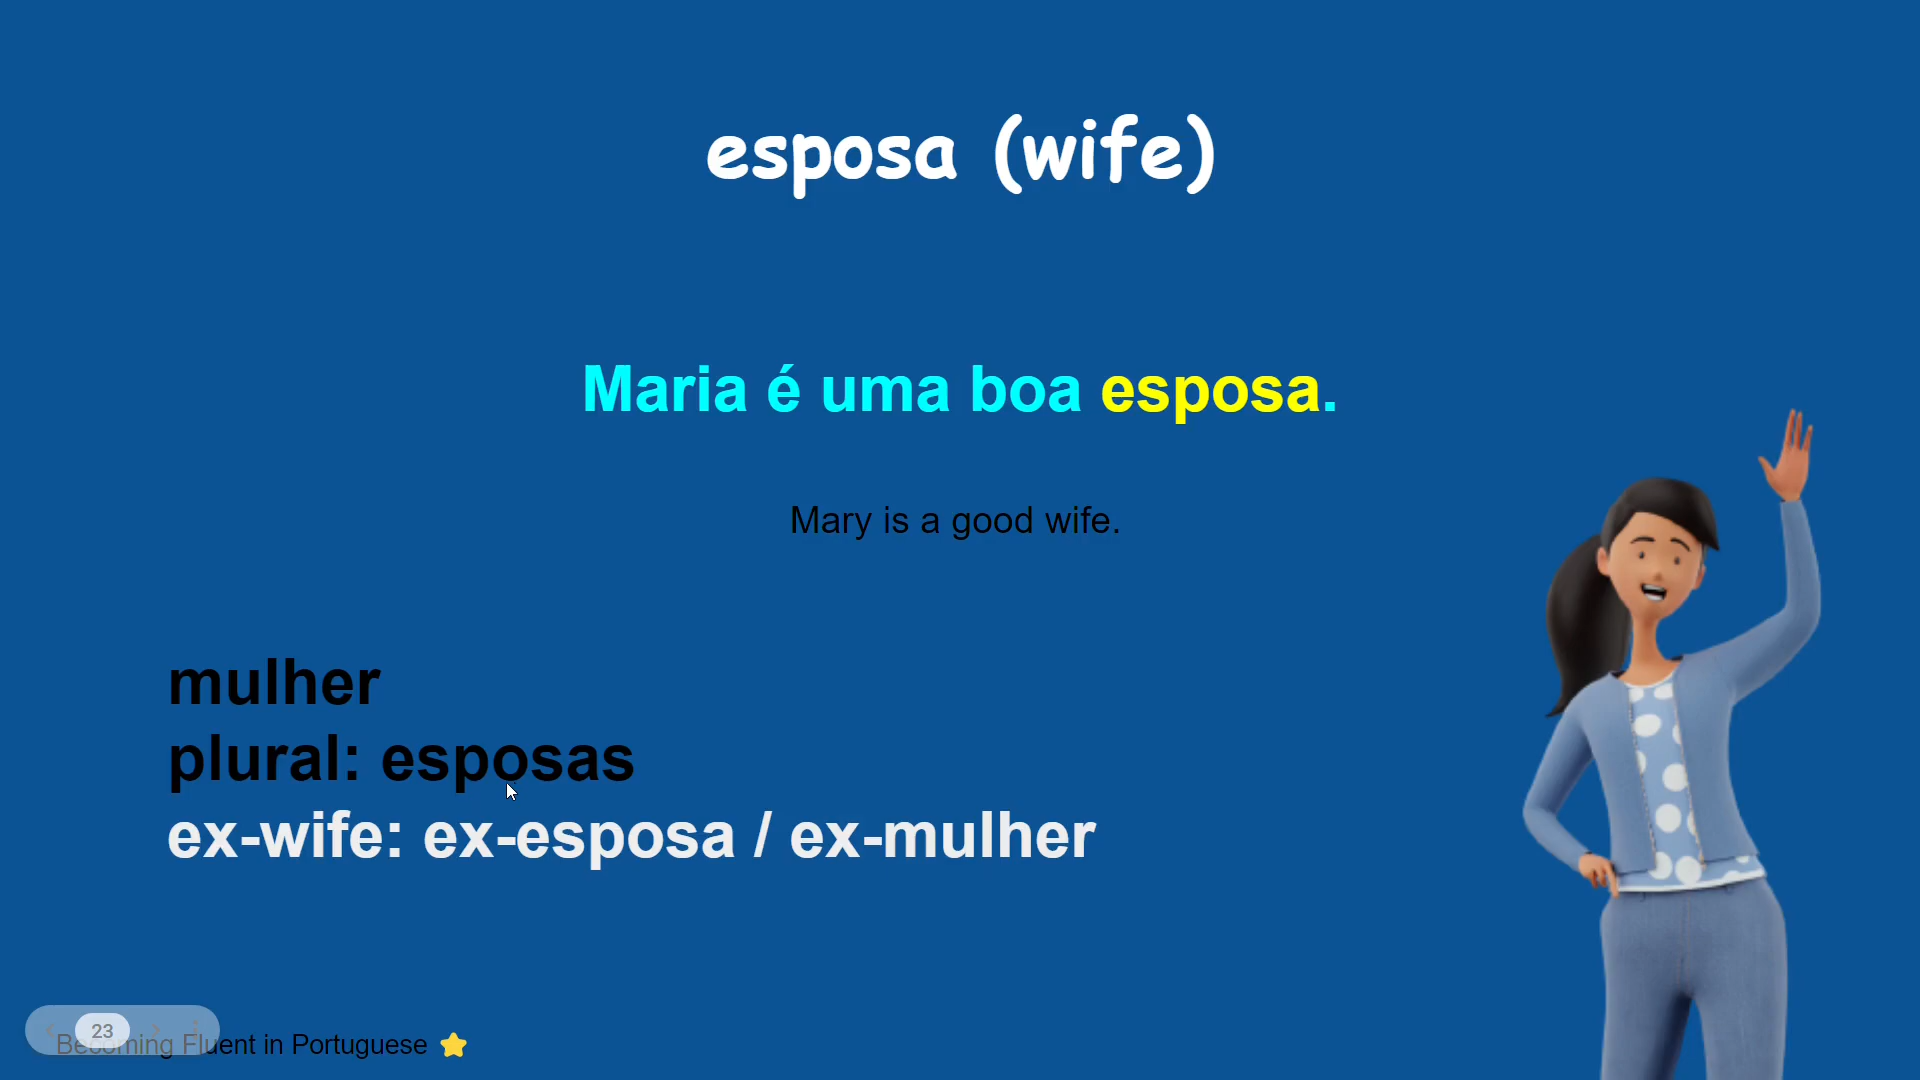 esposa (wife)
Maria é uma boa esposa.
Mary is a good wife.
mulher
plural: esposas
ex-wife: ex-esposa / ex-mulher
23
Becoming Fluent in Portuguese